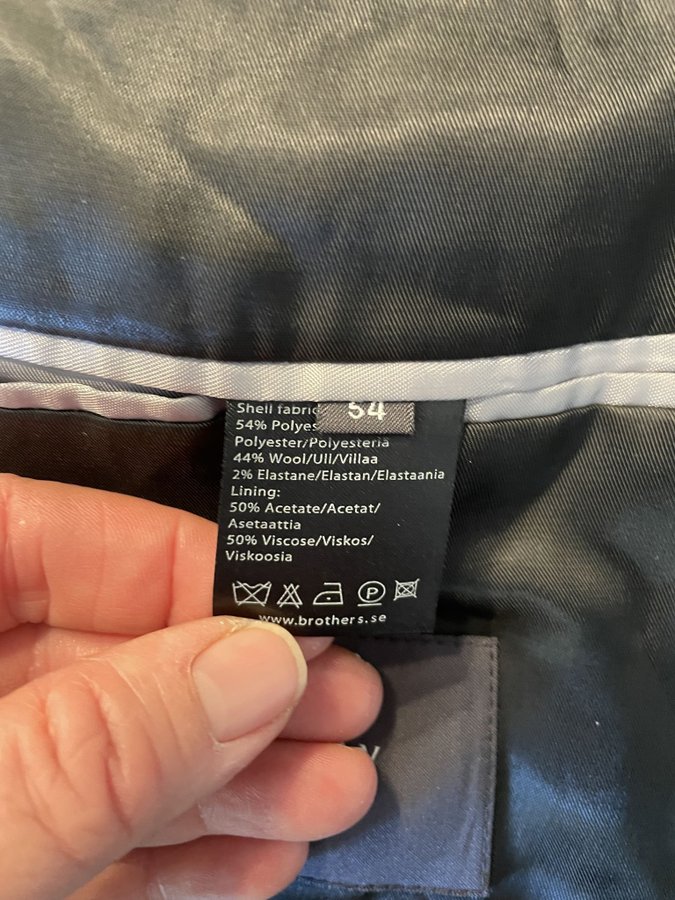 54
Shell fabric
54% Polyes
Polyester/Polyesteria
44% Wool/Ull/Villaa
2% Elastane/Elastan/Elastaania
Lining:
50% Acetate/Acetat/
Asetaattia
50% Viscose/Viskos/
Viskoosia
P
www.brothers.se